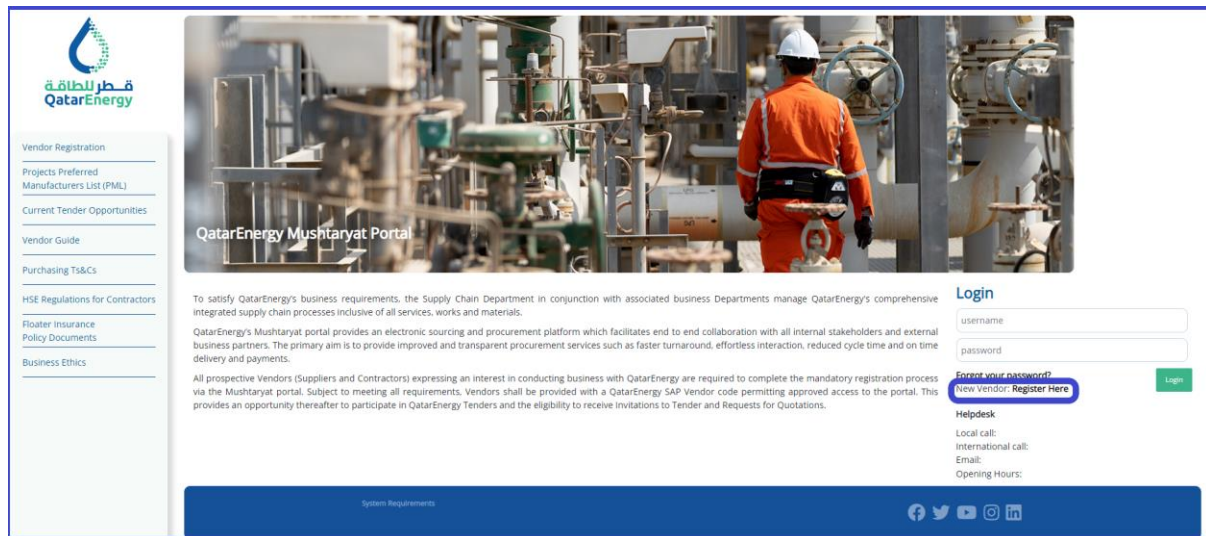 قطر للطاقة
QatarEnergy
Vendor Registration
Projects Preferred
Manufacturers List (PML)
Current Tender Opportunities
Vendor Guide
Purchasing Ts&Cs
HSE Regulations for Contractors
Floater Insurance
Policy Documents
Business Ethics
QatarEnergy Mushtaryat Portal
To satisfy QatarEnergy's business requirements, the Supply Chain Department in conjunction with associated business Departments manage QatarEnergy's comprehensive
integrated supply chain processes inclusive of all services, works and materials.
QatarEnergy's Mushtaryat portal provides an electronic sourcing and procurement platform which facilitates end to end collaboration with all internal stakeholders and external
business partners. The primary aim is to provide improved and transparent procurement services such as faster turnaround, effortless interaction, reduced cycle time and on time
delivery and payments.
All prospective Vendors (Suppliers and Contractors) expressing an interest in conducting business with QatarEnergy are required to complete the mandatory registration process
via the Mushtaryat portal. Subject to meeting all requirements, Vendors shall be provided with a QatarEnergy SAP Vendor code permitting approved access to the portal. This
provides an opportunity thereafter to participate in QatarEnergy Tenders and the eligibility to receive Invitations to Tender and Requests for Quotations.
Login
username
password
Forgot your password?
New Vendor: Register Here
Login
Helpdesk
Local call:
International call:
Email:
Opening Hours:
System Requirements